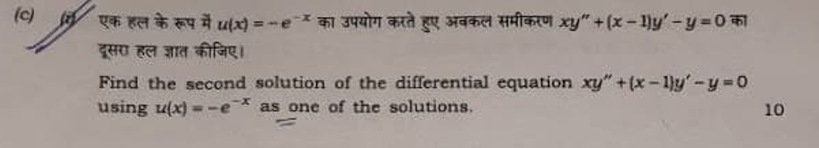 (c) एक हल के रूप में u(x) = -e⁻ˣ का उपयोग करते हुए अवकल समीकरण xy″ + (x − 1)y′ − y = 0 का
दूसरा हल ज्ञात कीजिए।
Find the second solution of the differential equation xy″ + (x − 1)y′ − y = 0
using u(x) = -e⁻ˣ as one of the solutions. 10